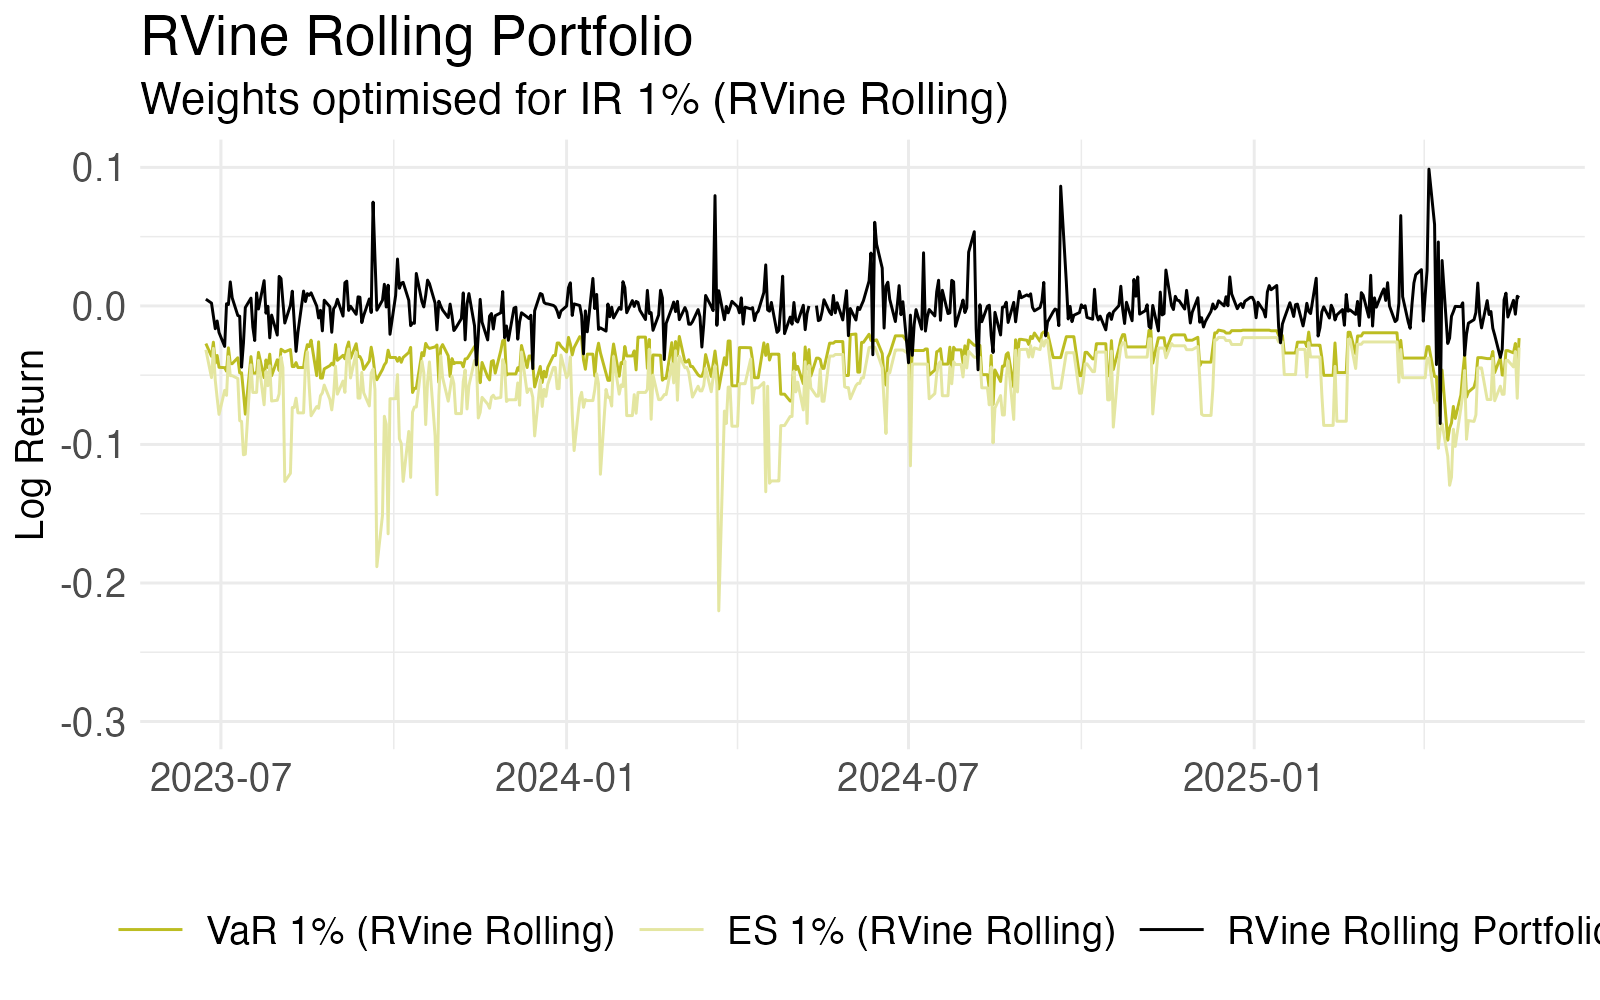 RVine Rolling Portfolio
Weights optimised for IR 1% (RVine Rolling)
Log Return
0.1
0.0
-0.1
-0.2
-0.3
2023-07 2024-01 2024-07 2025-01
VaR 1% (RVine Rolling) ES 1% (RVine Rolling) RVine Rolling Portfolio